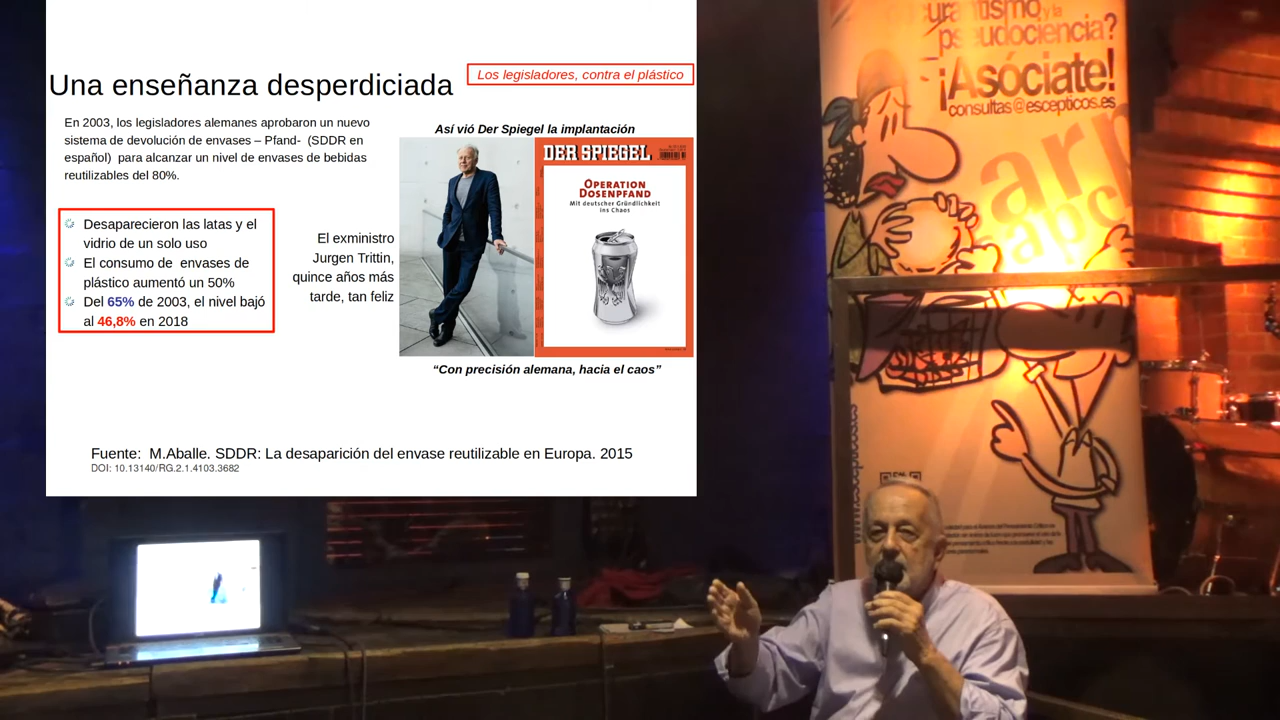 Una enseñanza desperdiciada
Los legisladores, contra el plástico
En 2003, los legisladores alemanes aprobaron un nuevo
sistema de devolución de envases – Pfand- (SDDR en
español) para alcanzar un nivel de envases de bebidas
reutilizables del 80%.
Desaparecieron las latas y el
vidrio de un solo uso
El consumo de envases de
plástico aumentó un 50%
Del 65% de 2003, el nivel bajó
al 46,8% en 2018
El exministro
Jurgen Trittin,
quince años más
tarde, tan feliz
Así vió Der Spiegel la implantación
DER SPIEGEL
OPERATION
DOSENPFAND
Mit deutscher Gründlichkeit
ins Chaos
“Con precisión alemana, hacia el caos”
Fuente: M.Aballe. SDDR: La desaparición del envase reutilizable en Europa. 2015
DOI: 10.13140/RG.2.1.4103.3682
y la
pseudociencia?
¡Asóciate!
consultas@escepticos.es
arp
sapc
www.escepticos.es